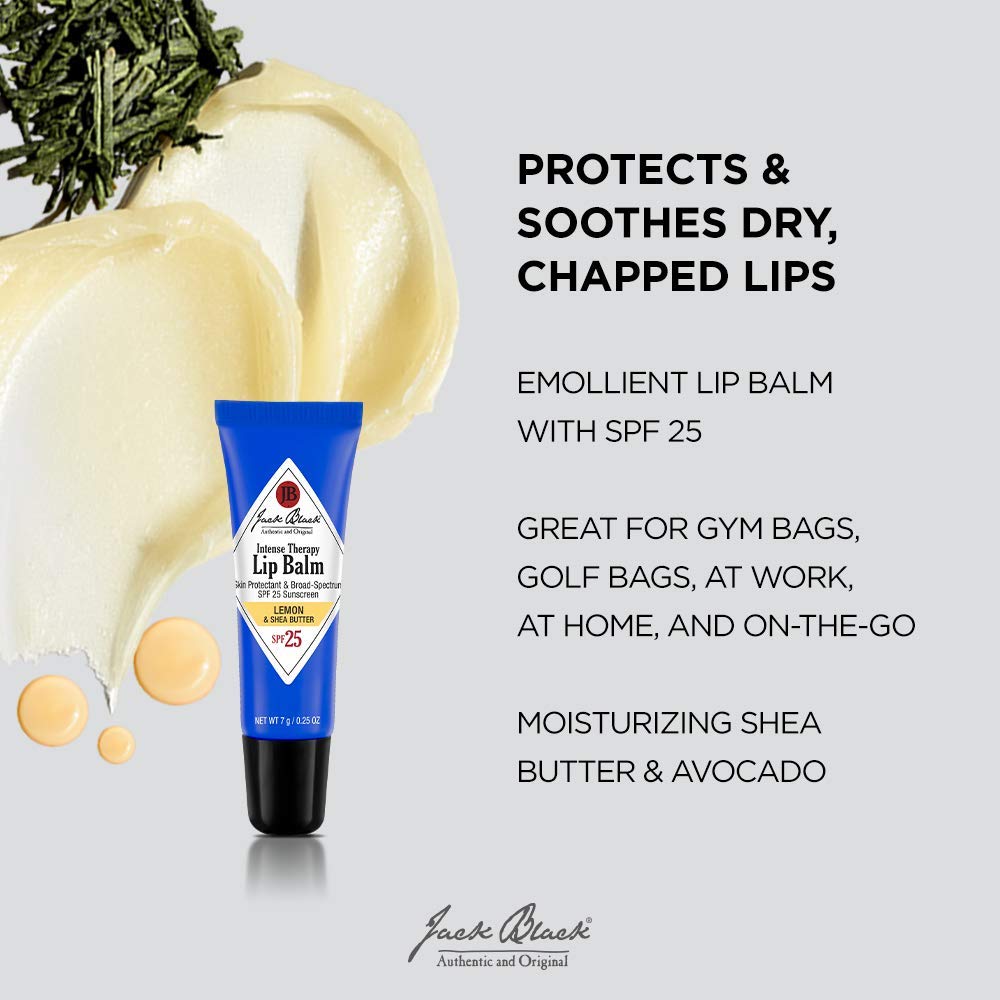 PROTECTS &
SOOTHES DRY,
CHAPPED LIPS
EMOLLIENT LIP BALM
WITH SPF 25
GREAT FOR GYM BAGS,
GOLF BAGS, AT WORK,
AT HOME, AND ON-THE-GO
MOISTURIZING SHEA
BUTTER & AVOCADO
JB
Jack Black
Authentic and Original
Intense Therapy
Lip Balm
Skin Protectant & Broad-Spectrum
SPF 25 Sunscreen
LEMON
& SHEA BUTTER
SPF25
NET WT 7 g / 0.25 OZ
Jack Black®
Authentic and Original